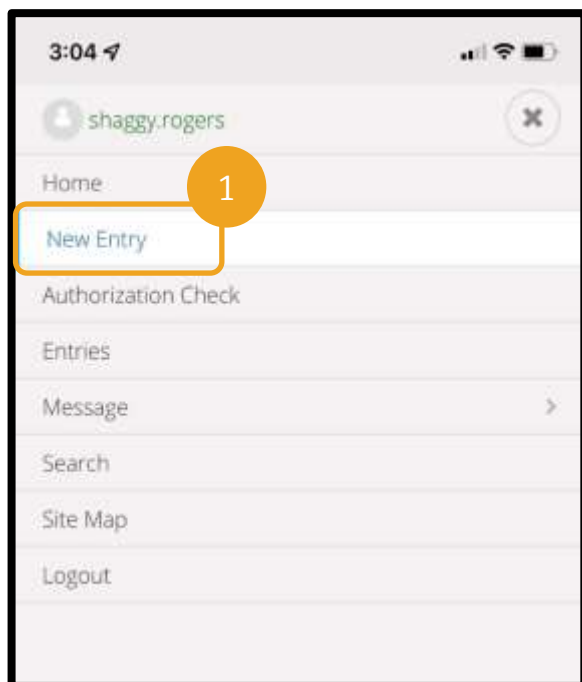 3:04
shaggy.rogers
Home
1
New Entry
Authorization Check
Entries
Message
Search
Site Map
Logout